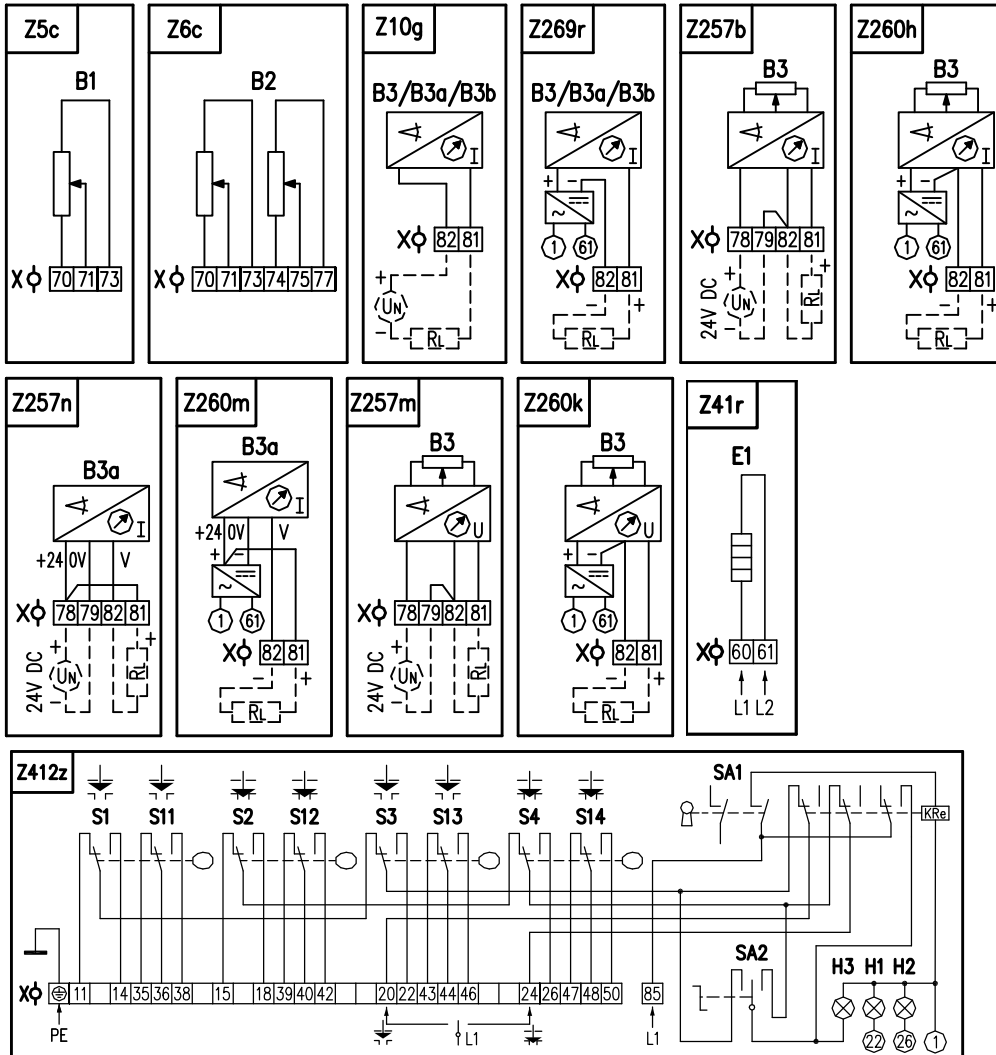 Z5c
B1
X 70 71 73
Z6c
B2
70 71 73 74 75 77
Z10g
B3/B3a/B3b
I
X 82 81
+
UN
-
RL
Z269r
B3/B3a/B3b
I
+ -
~
1 61
X 82 81
- +
RL
Z257b
B3
I
X 78 79 82 81
24V DC + UN - RL +
Z260h
B3
I
+ -
~
1 61
X 82 81
- +
RL
Z257n
B3a
I
+24 0V V
X 78 79 82 81
24V DC + UN - RL +
Z260m
B3a
I
+24 0V V
+ -
~
1 61
X 82 81
- +
RL
Z257m
B3
U
X 78 79 82 81
24V DC + UN - RL +
Z260k
B3
U
+ -
~
1 61
X 82 81
- +
RL
Z41r
E1
X 60 61
L1 L2
Z412z
S1 S11 S2 S12 S3 S13 S4 S14
SA1
KRe
SA2
H3 H1 H2
22 26 1
X 11 14 35 36 38 15 18 39 40 42 20 22 43 44 46 24 26 47 48 50 85
PE L1 L1